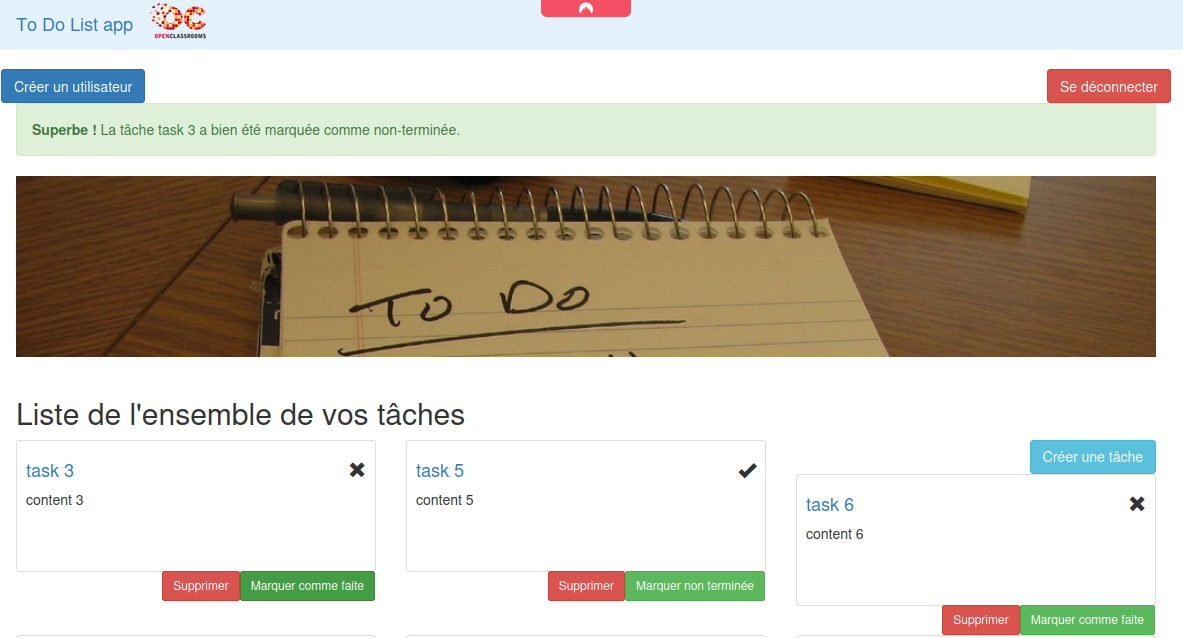 To Do List app
OPENCLASSROOMS
Créer un utilisateur
Se déconnecter
Superbe ! La tâche task 3 a bien été marquée comme non-terminée.
To Do
Liste de l'ensemble de vos tâches
Créer une tâche
task 3
content 3
Supprimer
Marquer comme faite
task 5
content 5
Supprimer
Marquer non terminée
task 6
content 6
Supprimer
Marquer comme faite